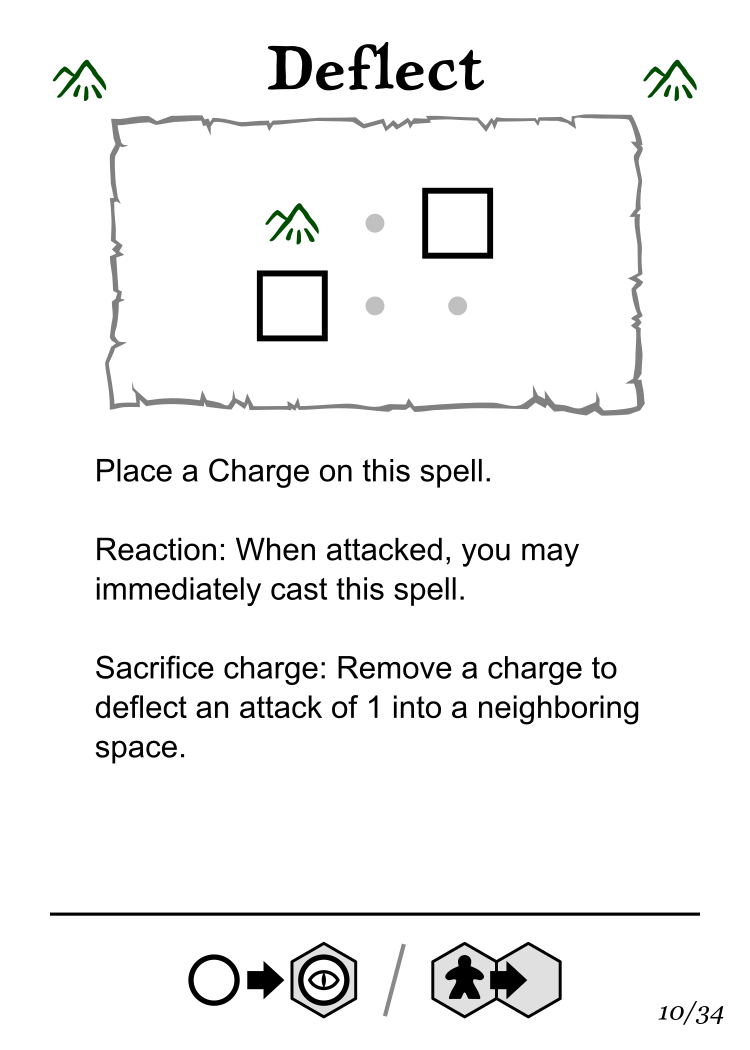 Deflect
Place a Charge on this spell.
Reaction: When attacked, you may
immediately cast this spell.
Sacrifice charge: Remove a charge to
deflect an attack of 1 into a neighboring
space.
10/34